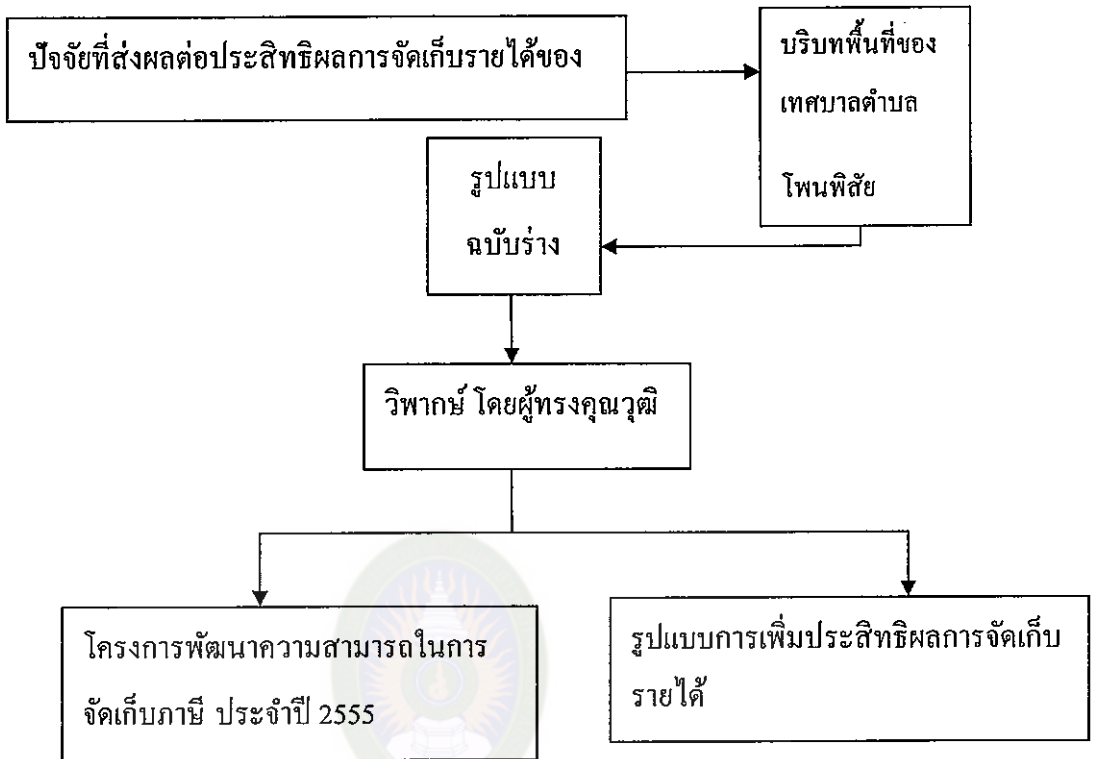 ปัจจัยที่ส่งผลต่อประสิทธิผลการจัดเก็บรายได้ของ
บริบทพื้นที่ของ
เทศบาลตำบล
โพนพิสัย
รูปแบบ
ฉบับร่าง
วิพากษ์ โดยผู้ทรงคุณวุฒิ
โครงการพัฒนาความสามารถในการ
จัดเก็บภาษี ประจำปี 2555
รูปแบบการเพิ่มประสิทธิผลการจัดเก็บ
รายได้